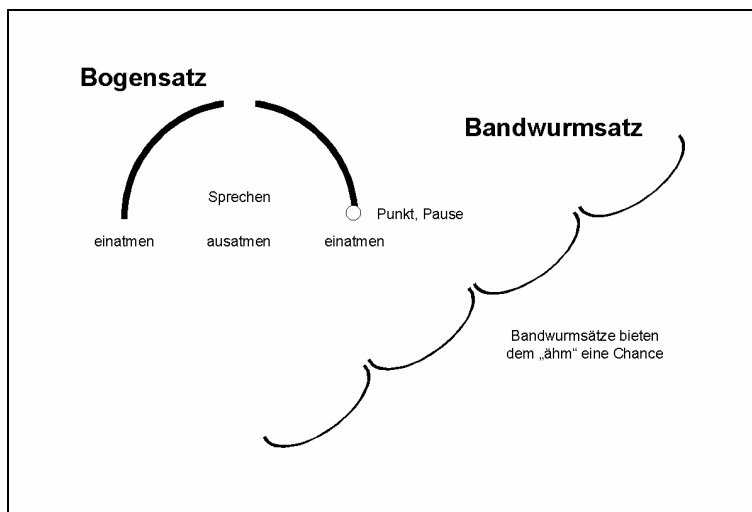 Bogensatz
Bandwurmsatz
Sprechen
Punkt, Pause
einatmen ausatmen einatmen
Bandwurmsätze bieten
dem „ähm“ eine Chance